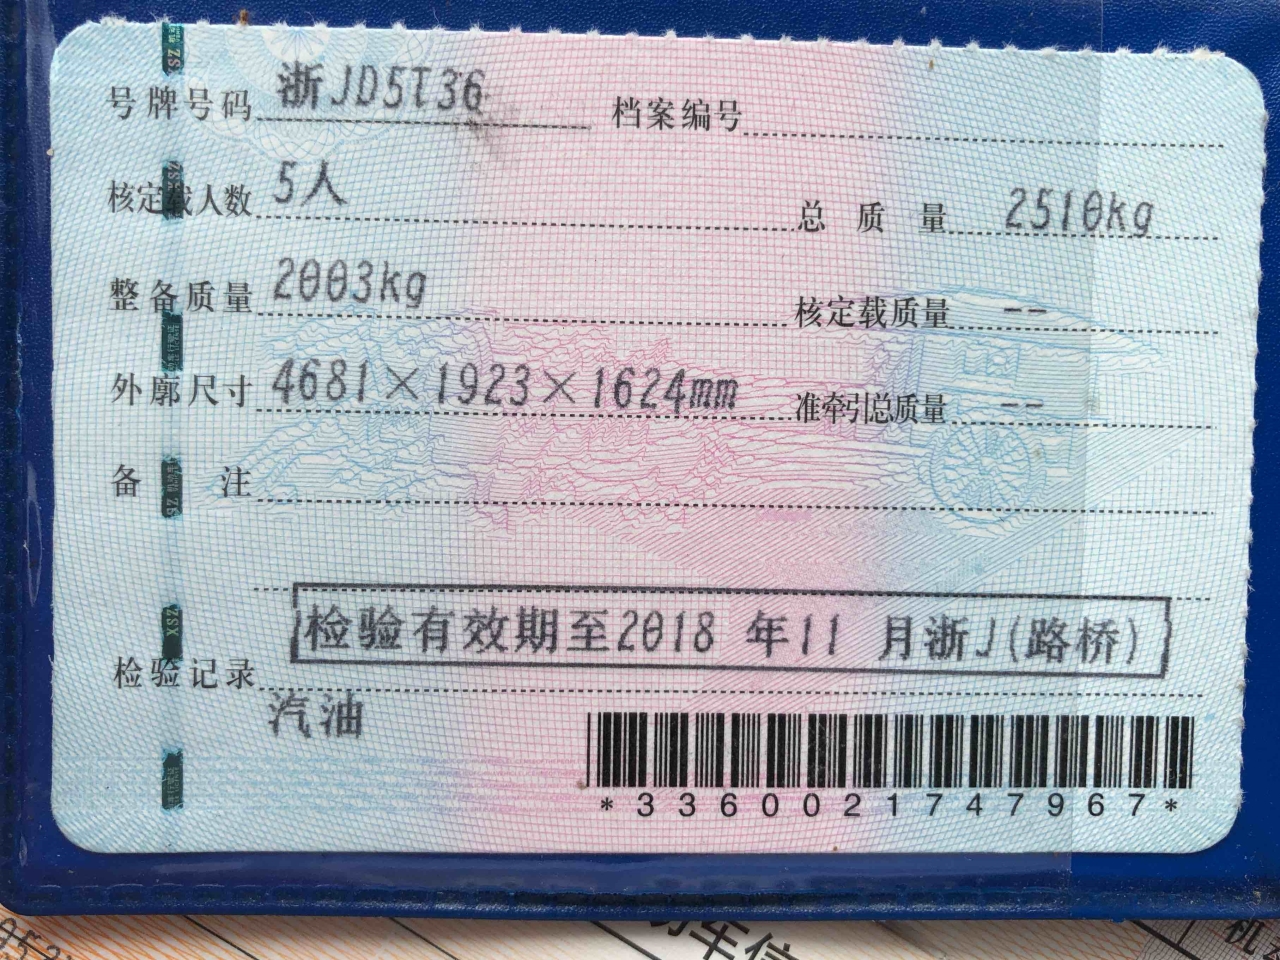 号牌号码 浙JD5T36 档案编号
核定载人数 5人 总质量 2510kg
整备质量 2003kg 核定载质量 --
外廓尺寸 4681×1923×1624mm 准牵引总质量 --
备注
检验有效期至2018 年11 月浙J(路桥)
检验记录
汽油
*336002174 7967*